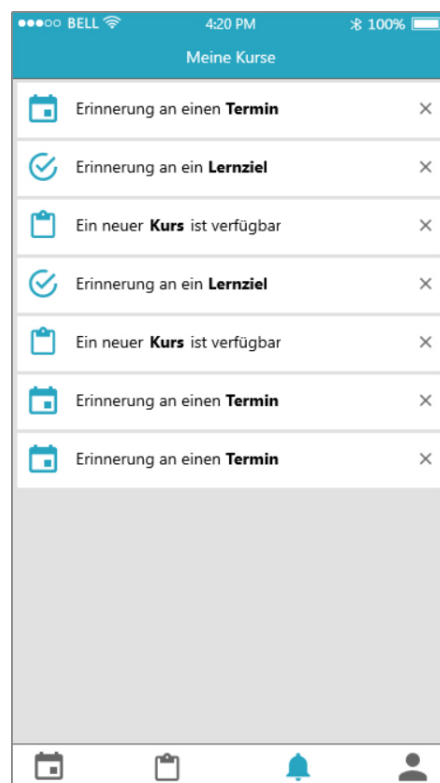 BELL 4:20 PM 100%
Meine Kurse
Erinnerung an einen Termin
Erinnerung an ein Lernziel
Ein neuer Kurs ist verfügbar
Erinnerung an ein Lernziel
Ein neuer Kurs ist verfügbar
Erinnerung an einen Termin
Erinnerung an einen Termin